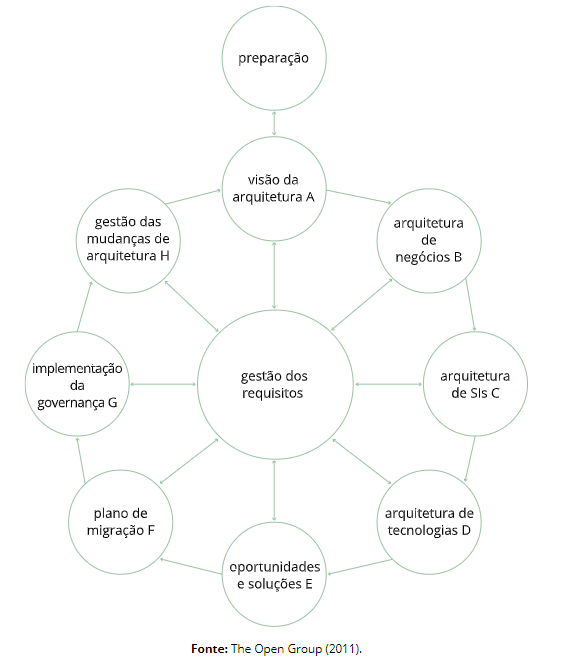 preparação
visão da
arquitetura A
gestão das
mudanças de
arquitetura H
arquitetura
de
negócios B
implementação
da
governança G
gestão dos
requisitos
arquitetura
de SIs C
plano de
migração F
arquitetura de
tecnologias D
oportunidades
e soluções E
Fonte: The Open Group (2011).